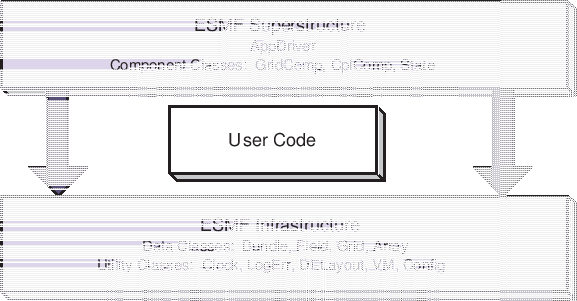 ESMF Superstructure
AppDriver
Component Classes: GridComp, CplComp, State
User Code
ESMF Infrastructure
Data Classes: Bundle, Field, Grid, Array
Utility Classes: Clock, LogErr, DELayout, VM, Config